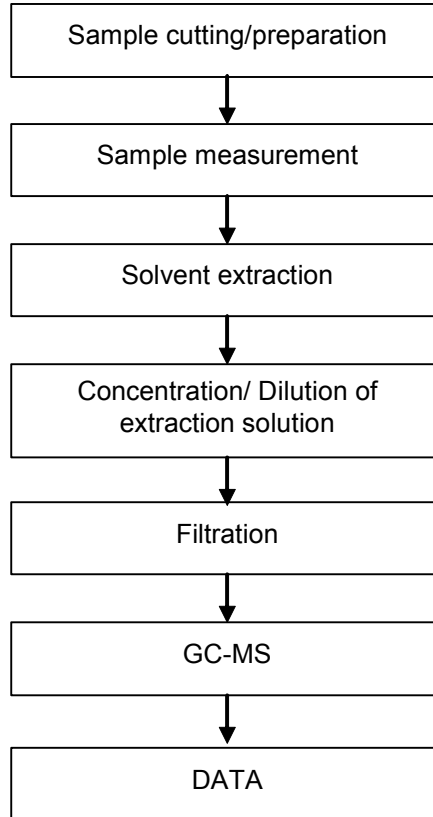 Sample cutting/preparation
Sample measurement
Solvent extraction
Concentration/ Dilution of
extraction solution
Filtration
GC-MS
DATA